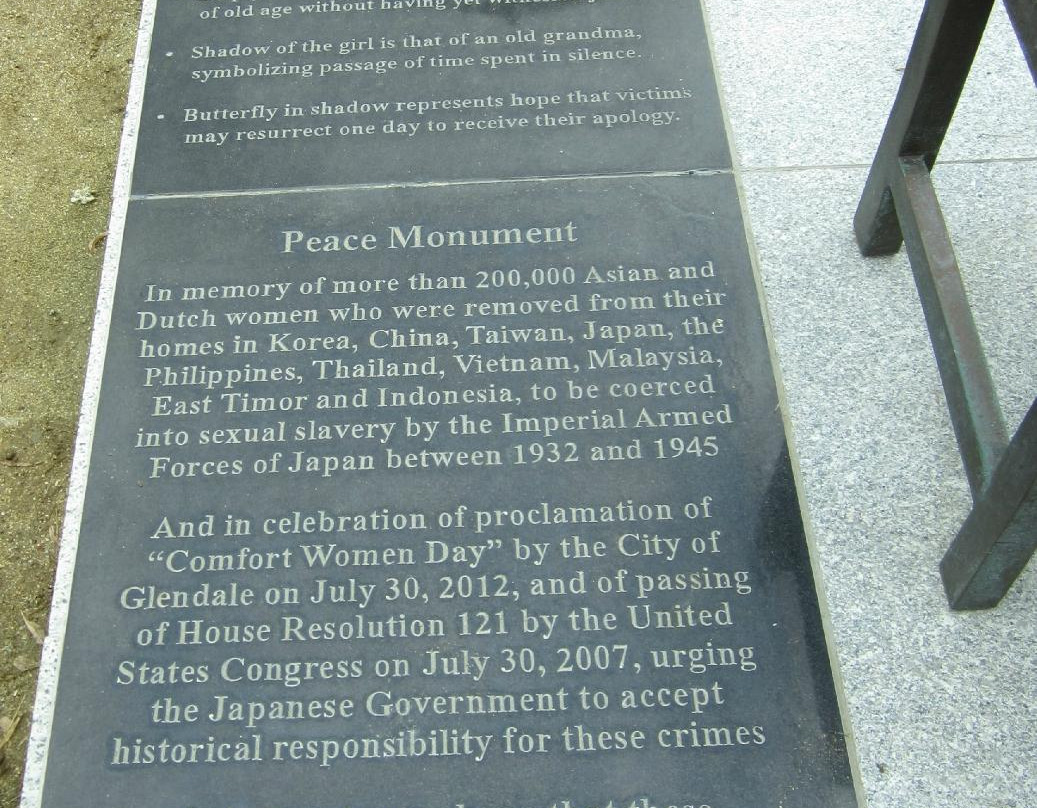 of old age without having yet
• Shadow of the girl is that of an old grandma,
symbolizing passage of time spent in silence.
• Butterfly in shadow represents hope that victims
may resurrect one day to receive their apology.
Peace Monument
In memory of more than 200,000 Asian and
Dutch women who were removed from their
homes in Korea, China, Taiwan, Japan, the
Philippines, Thailand, Vietnam, Malaysia,
East Timor and Indonesia, to be coerced
into sexual slavery by the Imperial Armed
Forces of Japan between 1932 and 1945
And in celebration of proclamation of
“Comfort Women Day” by the City of
Glendale on July 30, 2012, and of passing
of House Resolution 121 by the United
States Congress on July 30, 2007, urging
the Japanese Government to accept
historical responsibility for these crimes
that these